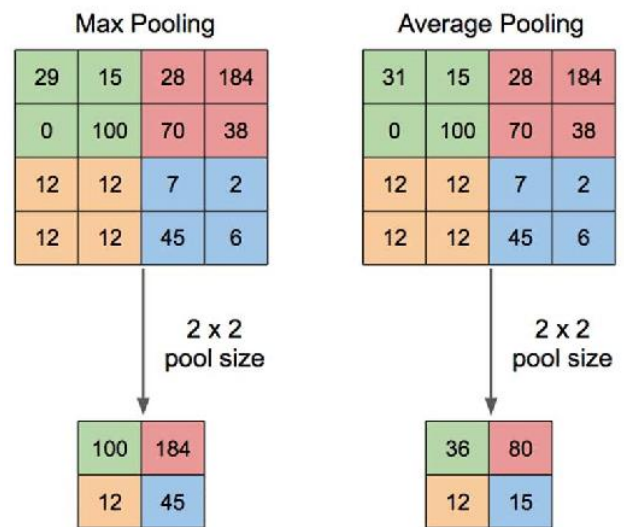 Max Pooling
29 15 28 184
0 100 70 38
12 12 7 2
12 12 45 6
2 x 2
pool size
100 184
12 45
Average Pooling
31 15 28 184
0 100 70 38
12 12 7 2
12 12 45 6
2 x 2
pool size
36 80
12 15